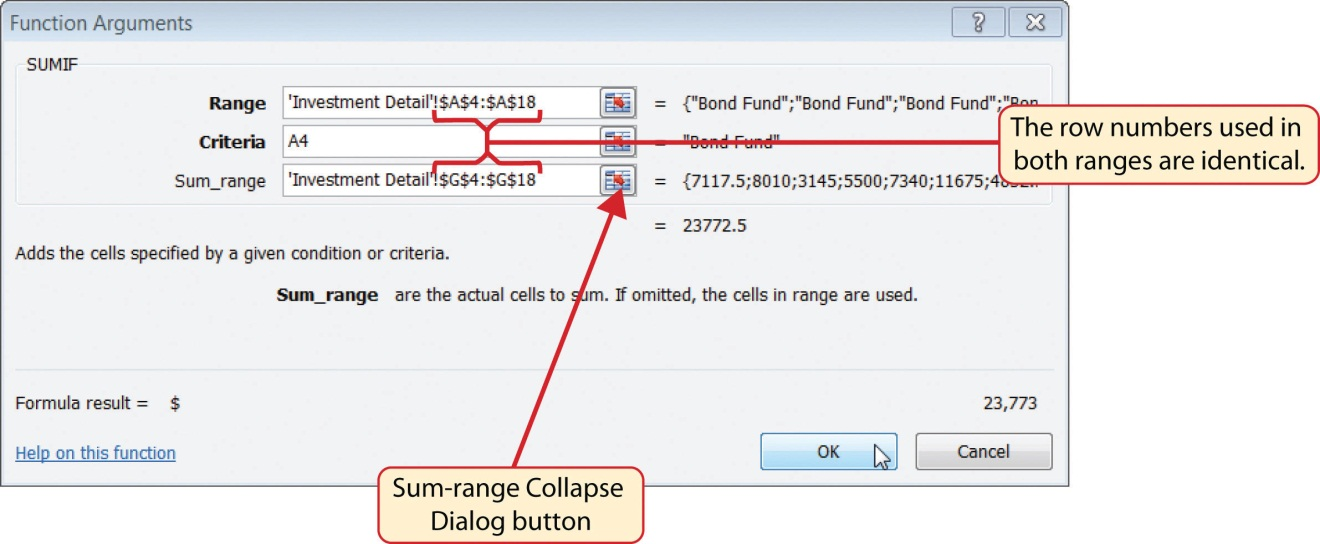 Function Arguments
SUMIF
Range 'Investment Detail'!$A$4:$A$18 = {"Bond Fund";"Bond Fund";"Bond Fund";"Bon
Criteria A4 = "Bond Fund"
The row numbers used in
both ranges are identical.
Sum_range 'Investment Detail'!$G$4:$G$18 = {7117.5;8010;3145;5500;7340;11675;4
= 23772.5
Adds the cells specified by a given condition or criteria.
Sum_range are the actual cells to sum. If omitted, the cells in range are used.
Formula result = $ 23,773
Help on this function
OK Cancel
Sum-range Collapse
Dialog button